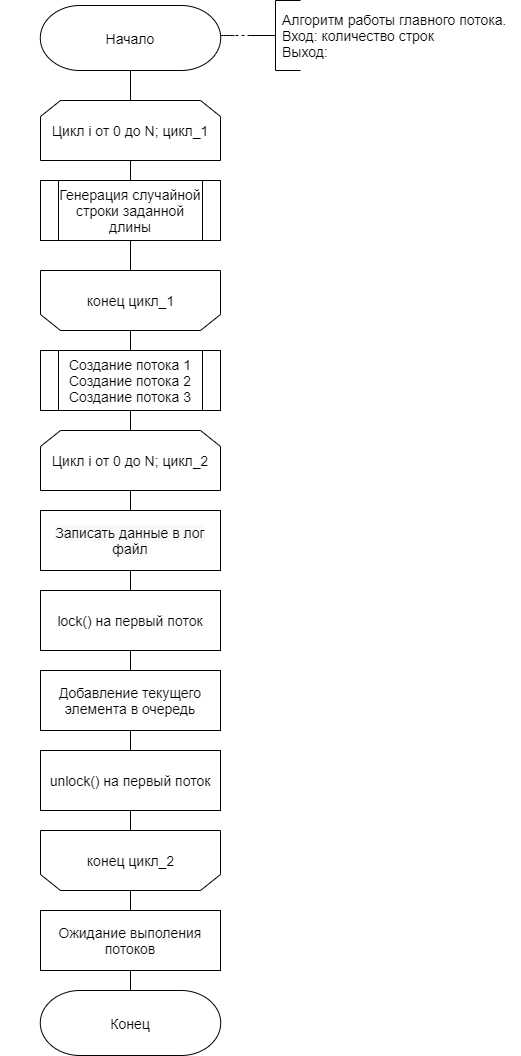 Начало
Алгоритм работы главного потока.
Вход: количество строк
Выход:
Цикл i от 0 до N; цикл_1
Генерация случайной
строки заданной
длины
конец цикл_1
Создание потока 1
Создание потока 2
Создание потока 3
Цикл i от 0 до N; цикл_2
Записать данные в лог
файл
lock() на первый поток
Добавление текущего
элемента в очередь
unlock() на первый поток
конец цикл_2
Ожидание выполения
потоков
Конец